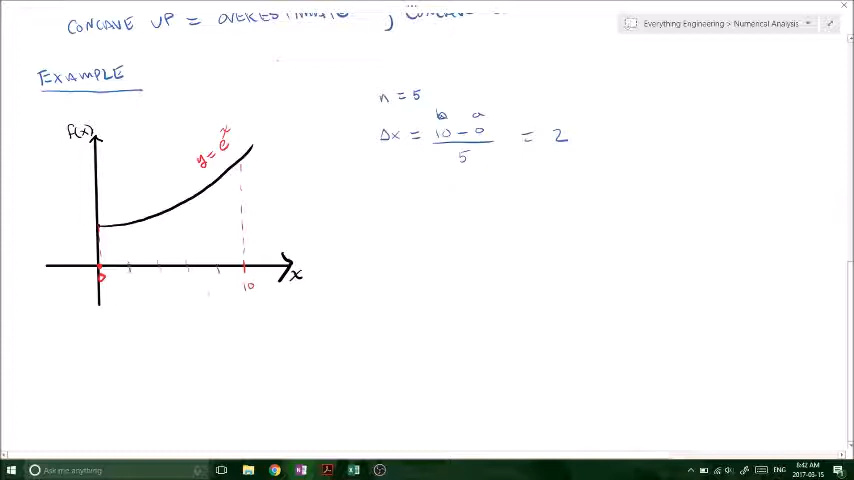 CONCAVE UP = OVERESTIMATE ,
Everything Engineering > Numerical Analysis
EXAMPLE
n = 5
b a
Δx = 10 - 0 = 2
5
f(x)
y = e^x
0
10
x
Ask me anything
ENG
8:42 AM
2017-03-15